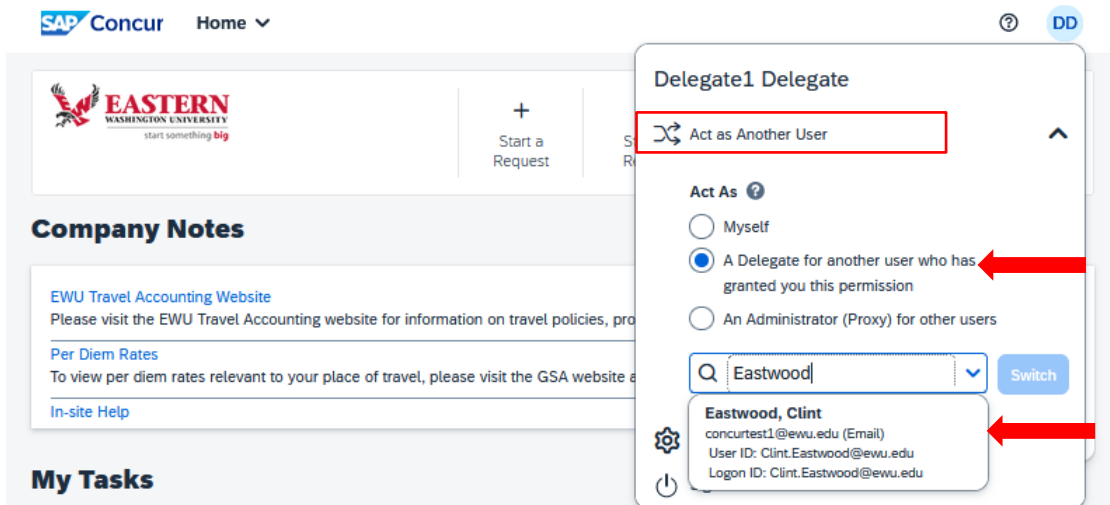 SAP Concur Home
DD
Delegate1 Delegate
EASTERN
WASHINGTON UNIVERSITY
start something big
+
Start a
Request
Act as Another User
Act As
Myself
A Delegate for another user who has
granted you this permission
An Administrator (Proxy) for other users
Eastwood
Switch
Eastwood, Clint
concurtest1@ewu.edu (Email)
User ID: Clint.Eastwood@ewu.edu
Logon ID: Clint.Eastwood@ewu.edu
Company Notes
EWU Travel Accounting Website
Please visit the EWU Travel Accounting website for information on travel policies,
Per Diem Rates
To view per diem rates relevant to your place of travel, please visit the GSA website
In-site Help
My Tasks